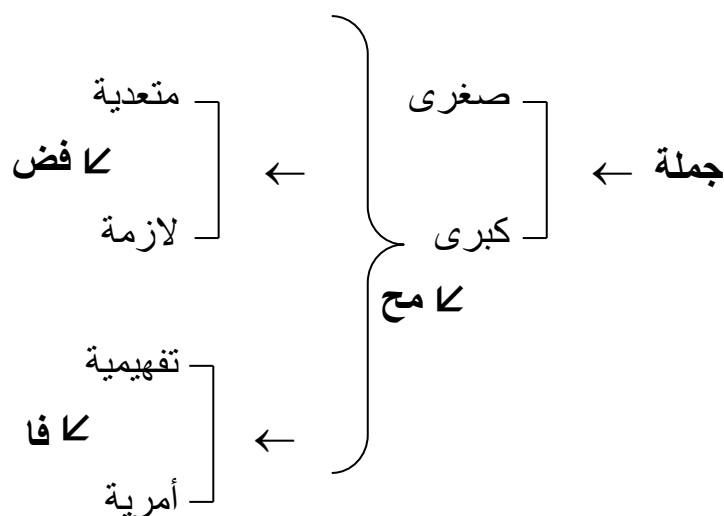 متعدية
صغرى
↙ فض
←
← جملة
لازمة
كبرى
↙ مح
تفهيمية
↙ فا
←
أمرية